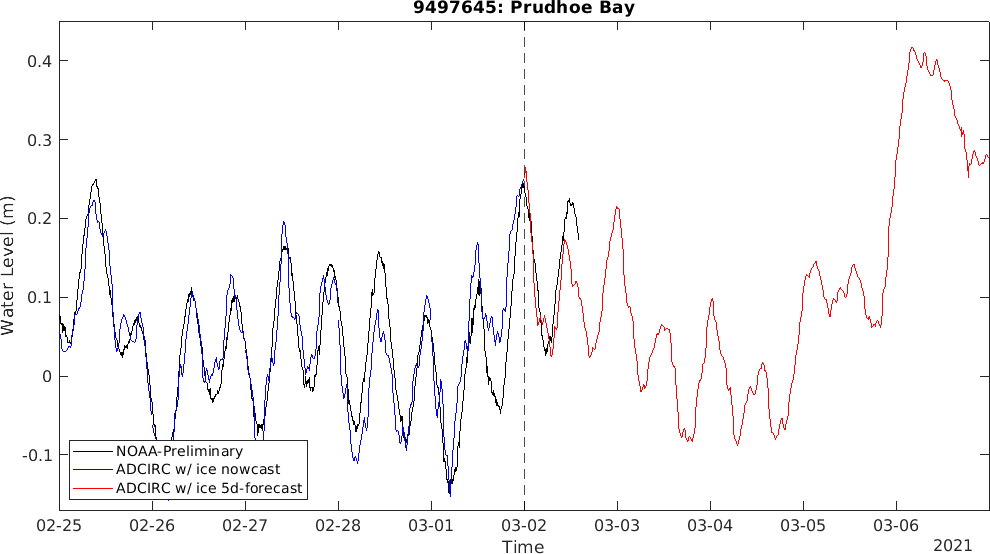 9497645: Prudhoe Bay
Water Level (m)
0.4
0.3
0.2
0.1
0
-0.1
NOAA-Preliminary
ADCIRC w/ ice nowcast
ADCIRC w/ ice 5d-forecast
02-25 02-26 02-27 02-28 03-01 03-02 03-03 03-04 03-05 03-06
Time
2021